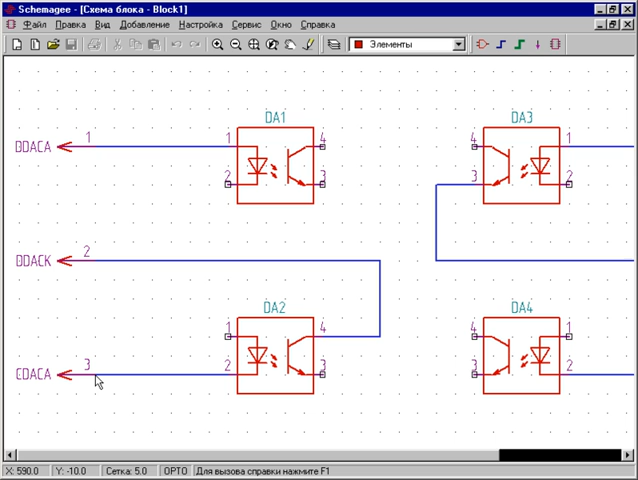 Schemagee - [Схема блока - Block1]
Файл Правка Вид Добавление Настройка Сервис Окно Справка
Элементы
DA1 DA3
DDACA 1 1 4 4 1
2 3 3 2
DDACK 2
DA2 DA4
1 4 4 1
CDACA 3 2 3 3 2
X: 590.0 Y: -10.0 Сетка: 5.0 ОРТО Для вызова справки нажмите F1